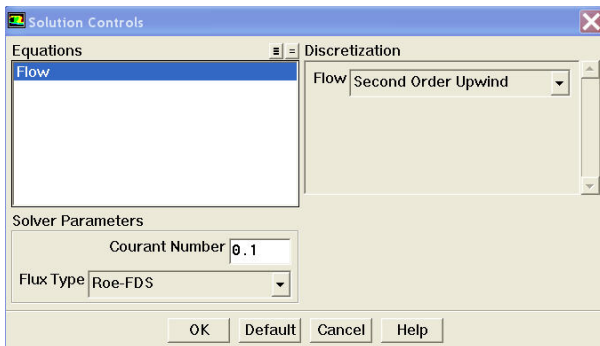 Solution Controls
Equations
Flow
Discretization
Flow Second Order Upwind
Solver Parameters
Courant Number 0.1
Flux Type Roe-FDS
OK Default Cancel Help